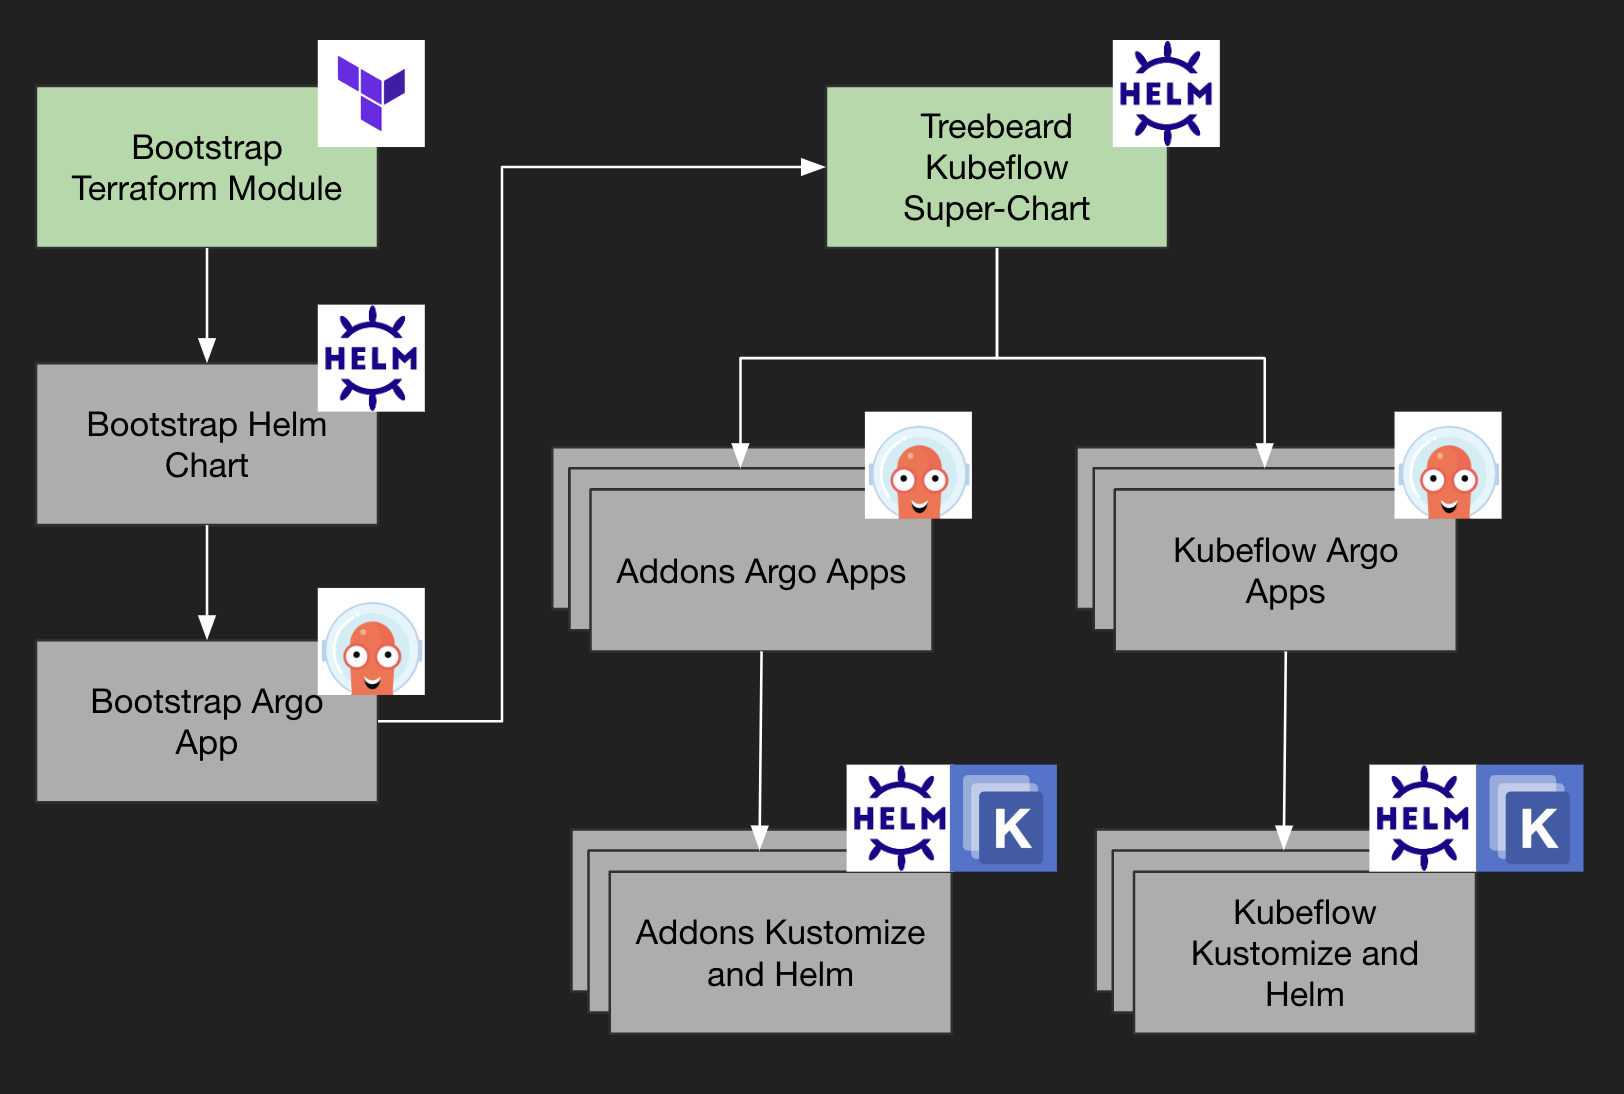 Bootstrap
Terraform Module
HELM
Bootstrap Helm
Chart
Bootstrap Argo
App
HELM
Treebeard
Kubeflow
Super-Chart
Addons Argo Apps
Kubeflow Argo
Apps
HELM
K
Addons Kustomize
and Helm
HELM
K
Kubeflow
Kustomize and
Helm